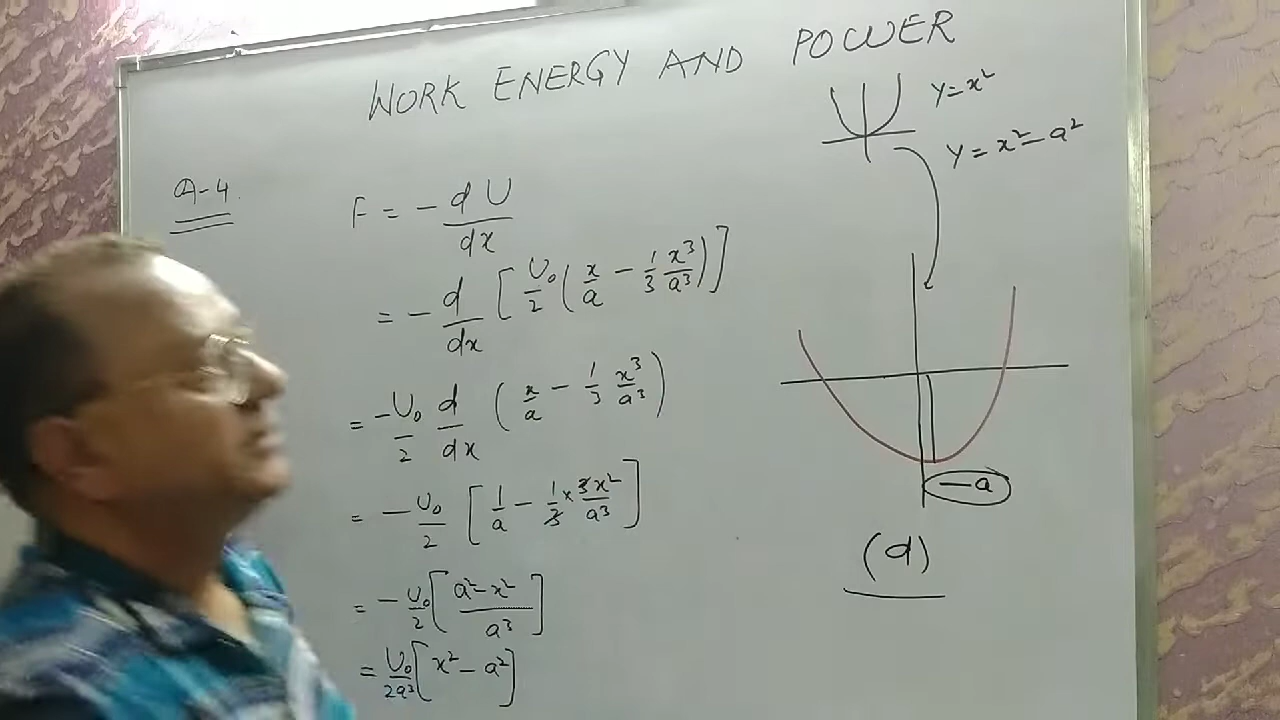 WORK ENERGY AND POWER
Y = x²
Y = x² - a²
Q-4.
F = - dU/dx
= - d/dx [U₀/2 (x/a - 1/3 x³/a³)]
= -U₀/2 d/dx (x/a - 1/3 x³/a³)
= - U₀/2 [1/a - 1/3 × 3x²/a³]
- a
(d)
= - U₀/2 [a² - x²/a³]
= U₀/2a³ [x² - a²]